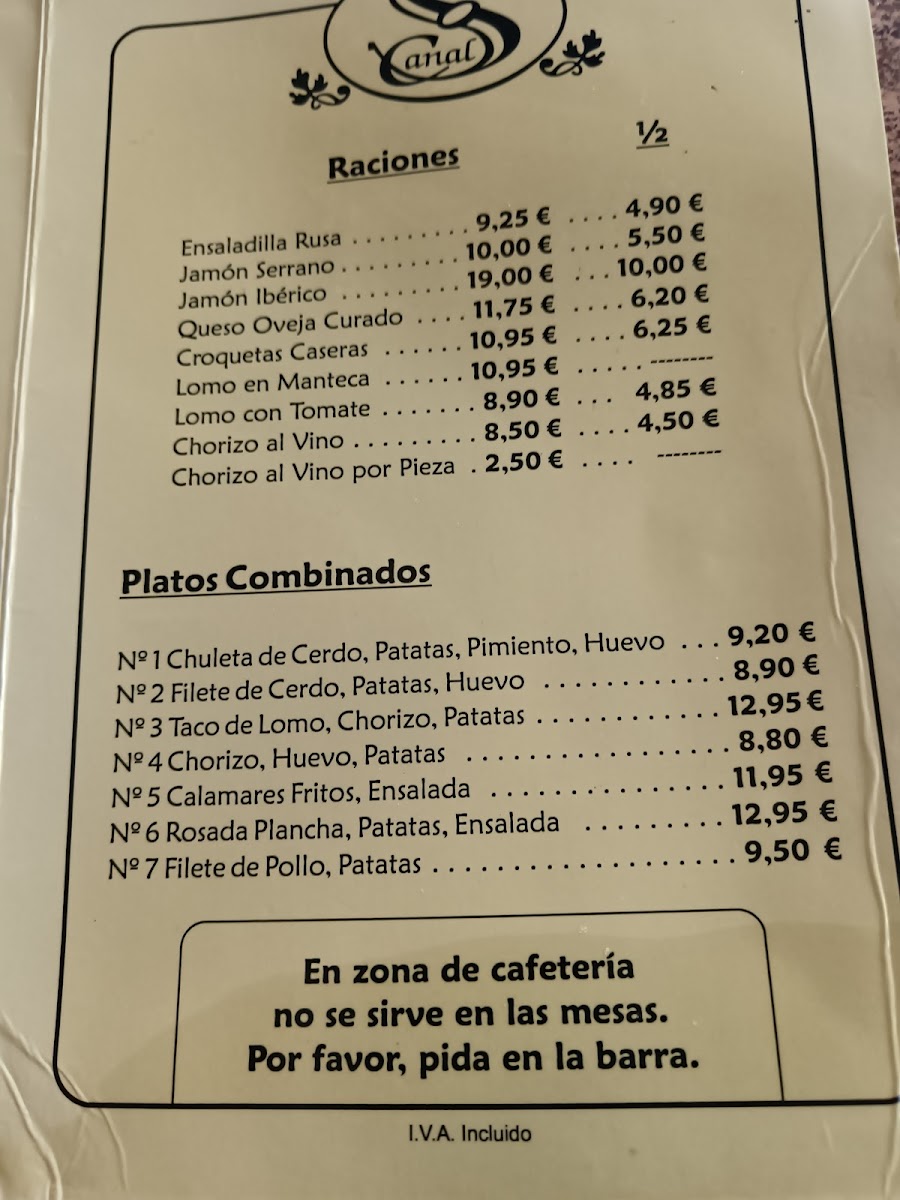 Canal S
Raciones ½
Ensaladilla Rusa ......... 9,25 € .... 4,90 €
Jamón Serrano ......... 10,00 € .... 5,50 €
Jamón Ibérico ......... 19,00 € ... 10,00 €
Queso Oveja Curado .... 11,75 € .... 6,20 €
Croquetas Caseras ...... 10,95 € .... 6,25 €
Lomo en Manteca ...... 10,95 € ..... --------
Lomo con Tomate ....... 8,90 € ... 4,85 €
Chorizo al Vino ......... 8,50 € .... 4,50 €
Chorizo al Vino por Pieza . 2,50 € .... --------
Platos Combinados
Nº 1 Chuleta de Cerdo, Patatas, Pimiento, Huevo ... 9,20 €
Nº 2 Filete de Cerdo, Patatas, Huevo ............ 8,90 €
Nº 3 Taco de Lomo, Chorizo, Patatas ............ 12,95 €
Nº 4 Chorizo, Huevo, Patatas ................. 8,80 €
Nº 5 Calamares Fritos, Ensalada ............... 11,95 €
Nº 6 Rosada Plancha, Patatas, Ensalada ......... 12,95 €
Nº 7 Filete de Pollo, Patatas ................... 9,50 €
En zona de cafetería
no se sirve en las mesas.
Por favor, pida en la barra.
I.V.A. Incluido